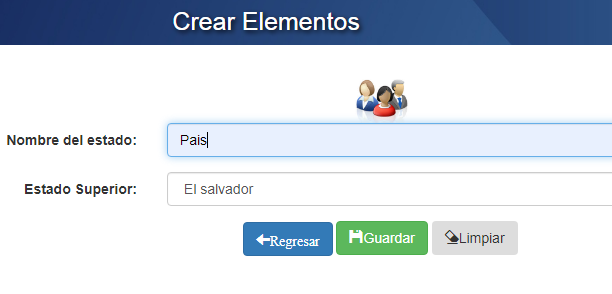 Crear Elementos
Nombre del estado: Pais
Estado Superior: El salvador
Regresar Guardar Limpiar